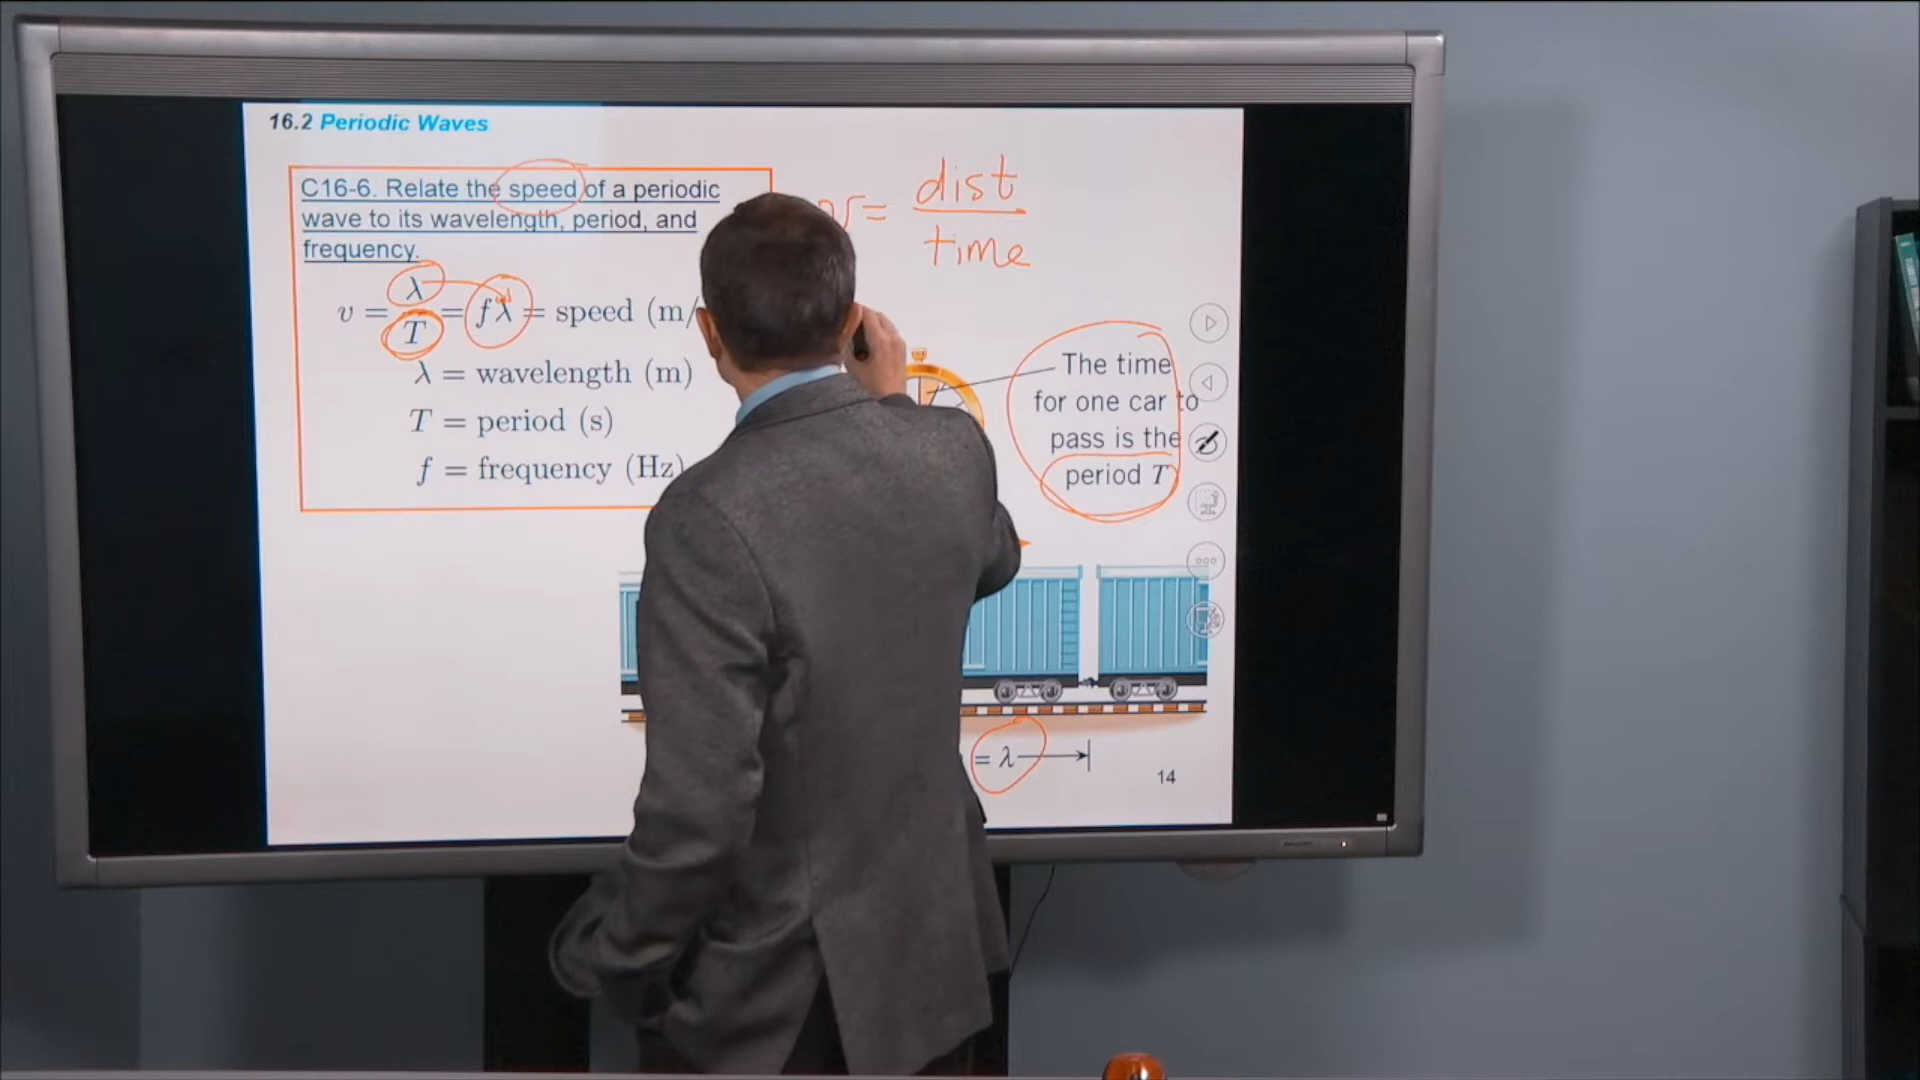 16.2 Periodic Waves
C16-6. Relate the speed of a periodic
wave to its wavelength, period, and
frequency.
v = λ/T = fλ = speed (m/
λ = wavelength (m)
T = period (s)
f = frequency (Hz)
v = dist/time
The time
for one car to
pass is the
period T
= λ
14